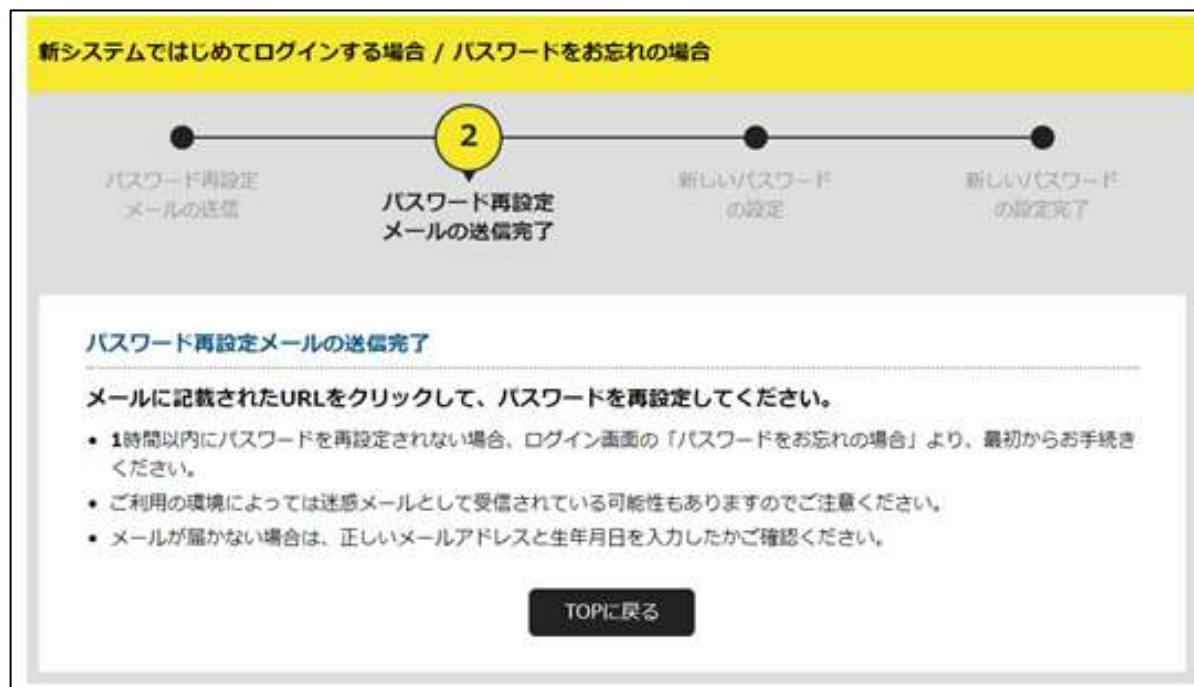 新システムではじめてログインする場合 / パスワードをお忘れの場合
2
パスワード再設定
メールの送信
パスワード再設定
メールの送信完了
新しいパスワード
の設定
新しいパスワード
の設定完了
パスワード再設定メールの送信完了
メールに記載されたURLをクリックして、パスワードを再設定してください。
• 1時間以内にパスワードを再設定されない場合、ログイン画面の「パスワードをお忘れの場合」より、最初からお手続き
ください。
• ご利用の環境によっては迷惑メールとして受信されている可能性もありますのでご注意ください。
• メールが届かない場合は、正しいメールアドレスと生年月日を入力したかご確認ください。
TOPに戻る